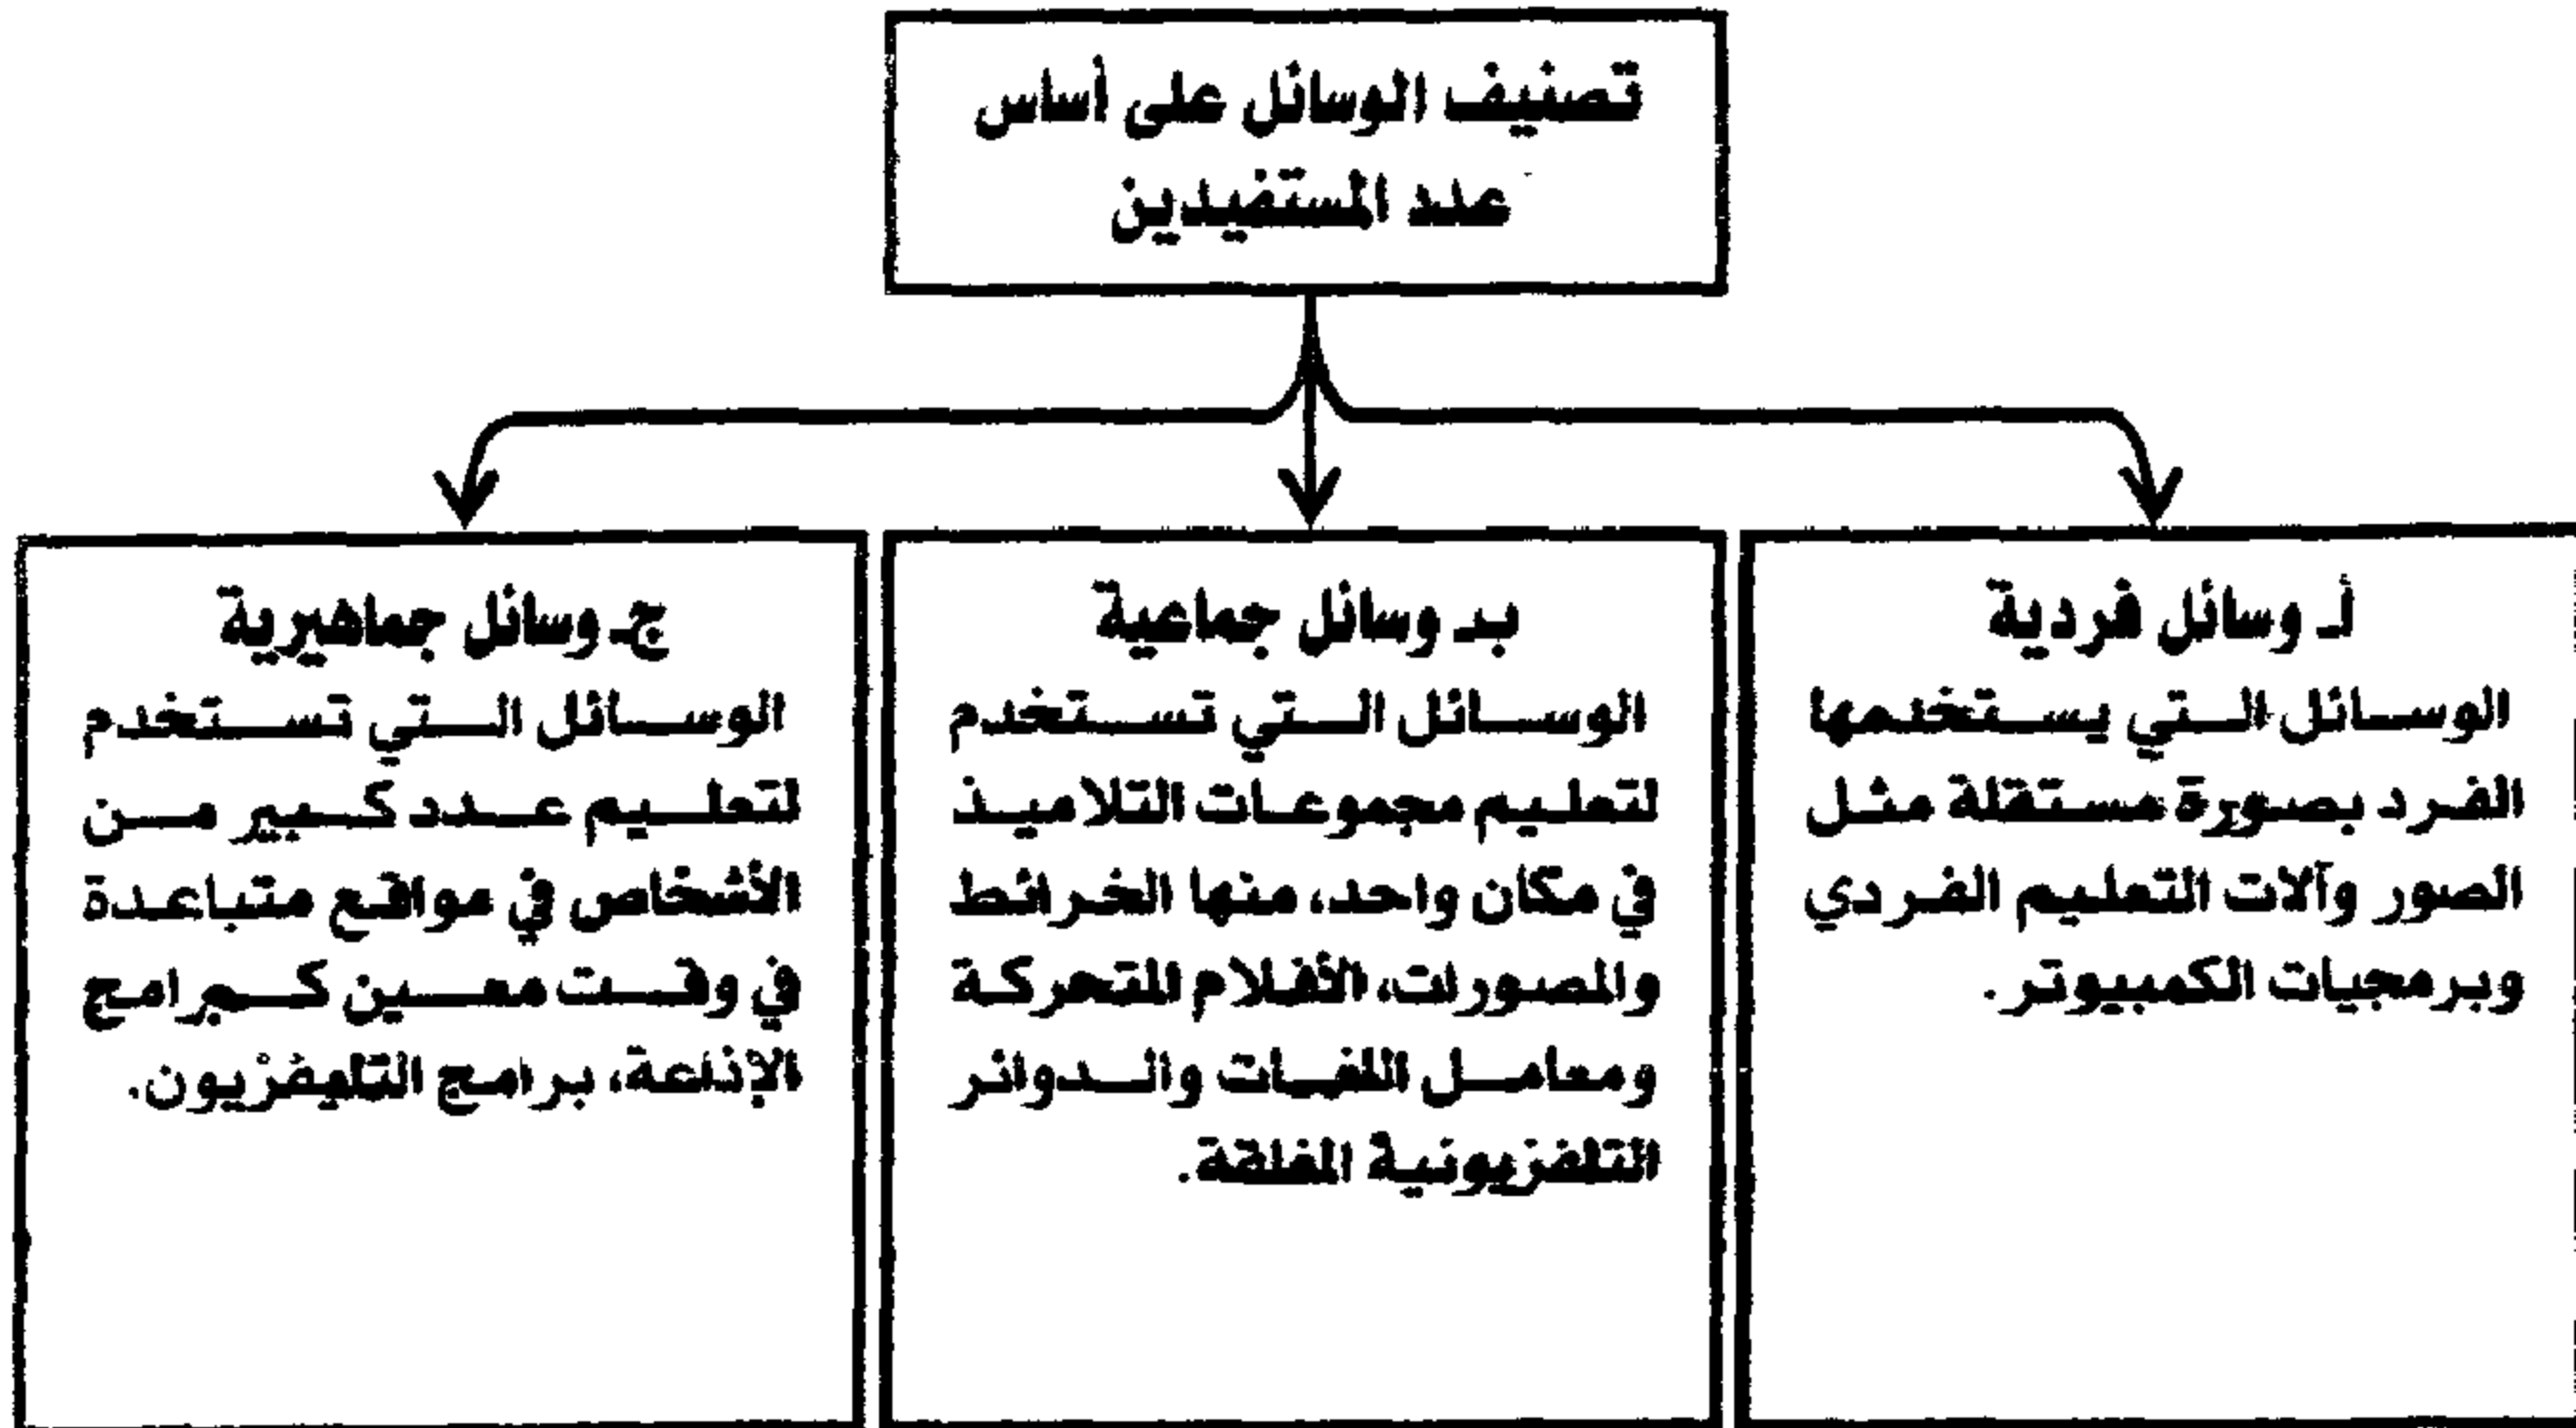 تصنيف الوسائل على أساس
عدد المستفيدين
أـ وسائل فردية
الوسائل التي يستخدمها
الفرد بصورة مستقلة مثل
الصور وآلات التعليم الفردي
وبرمجيات الكمبيوتر.
بـ وسائل جماعية
الوسائل التي تستخدم
لتعليم مجموعات التلاميذ
في مكان واحد، منها الخرائط
والمصورات، الأفلام المتحركة
ومعامل اللغات والدوائر
التلفزيونية المغلقة.
جـ وسائل جماهيرية
الوسائل التي تستخدم
لتعليم عدد كبير من
الأشخاص في مواقع متباعدة
في وقت معين كبرامج
الإذاعة، برامج التليفزيون.